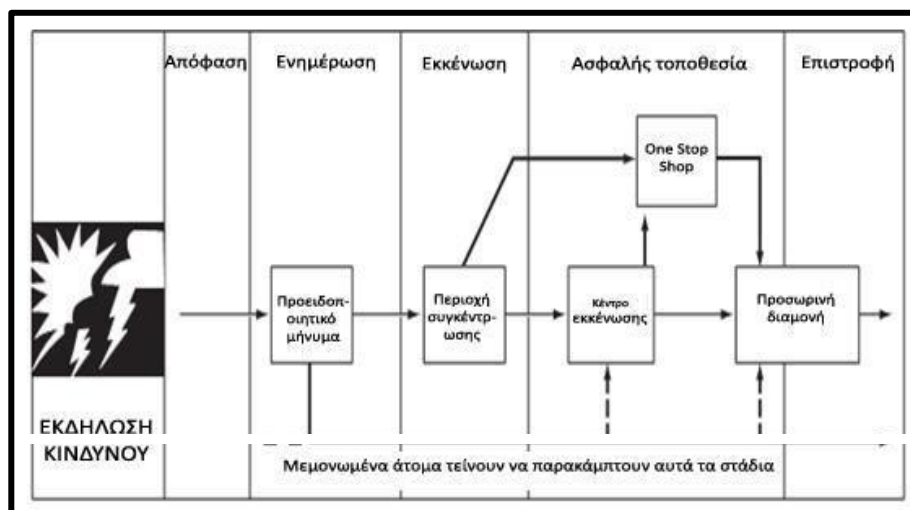 Απόφαση
Ενημέρωση
Εκκένωση
Ασφαλής τοποθεσία
Επιστροφή
One Stop
Shop
Προειδοπ-
οιητικό
μήνυμα
Περιοχή
συγκέντρ-
ωσης
Κέντρο
εκκένωσης
Προσωρινή
διαμονή
ΕΚΔΗΛΩΣΗ
ΚΙΝΔΥΝΟΥ
Μεμονωμένα άτομα τείνουν να παρακάμπτουν αυτά τα στάδια